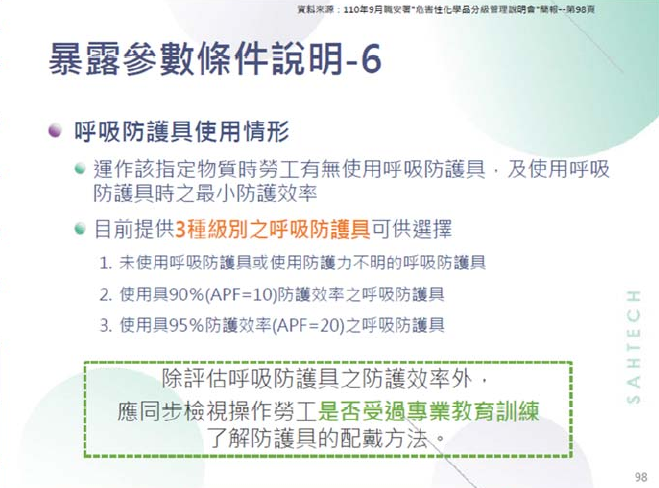 資料來源：110年9月職安署"危害性化學品分級管理說明會"簡報--第98頁
暴露參數條件說明-6
呼吸防護具使用情形
運作該指定物質時勞工有無使用呼吸防護具，及使用呼吸
防護具時之最小防護效率
目前提供3種級別之呼吸防護具可供選擇
1. 未使用呼吸防護具或使用防護力不明的呼吸防護具
2. 使用具90%(APF=10)防護效率之呼吸防護具
3. 使用具95%防護效率(APF=20)之呼吸防護具
除評估呼吸防護具之防護效率外，
應同步檢視操作勞工是否受過專業教育訓練
了解防護具的配戴方法。
SAHTECH
98